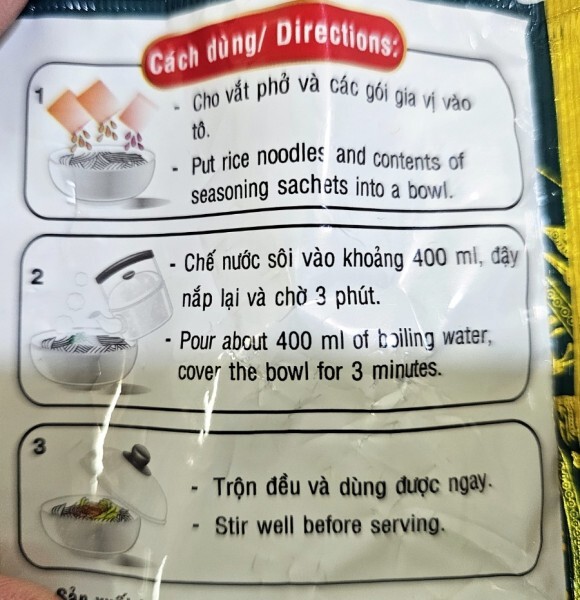 Cách dùng/ Directions:
1
- Cho vắt phở và các gói gia vị vào
tô.
- Put rice noodles and contents of
seasoning sachets into a bowl.
2
- Chế nước sôi vào khoảng 400 ml, đậy
nắp lại và chờ 3 phút.
- Pour about 400 ml of boiling water,
cover the bowl for 3 minutes.
3
- Trộn đều và dùng được ngay.
- Stir well before serving.
Sản